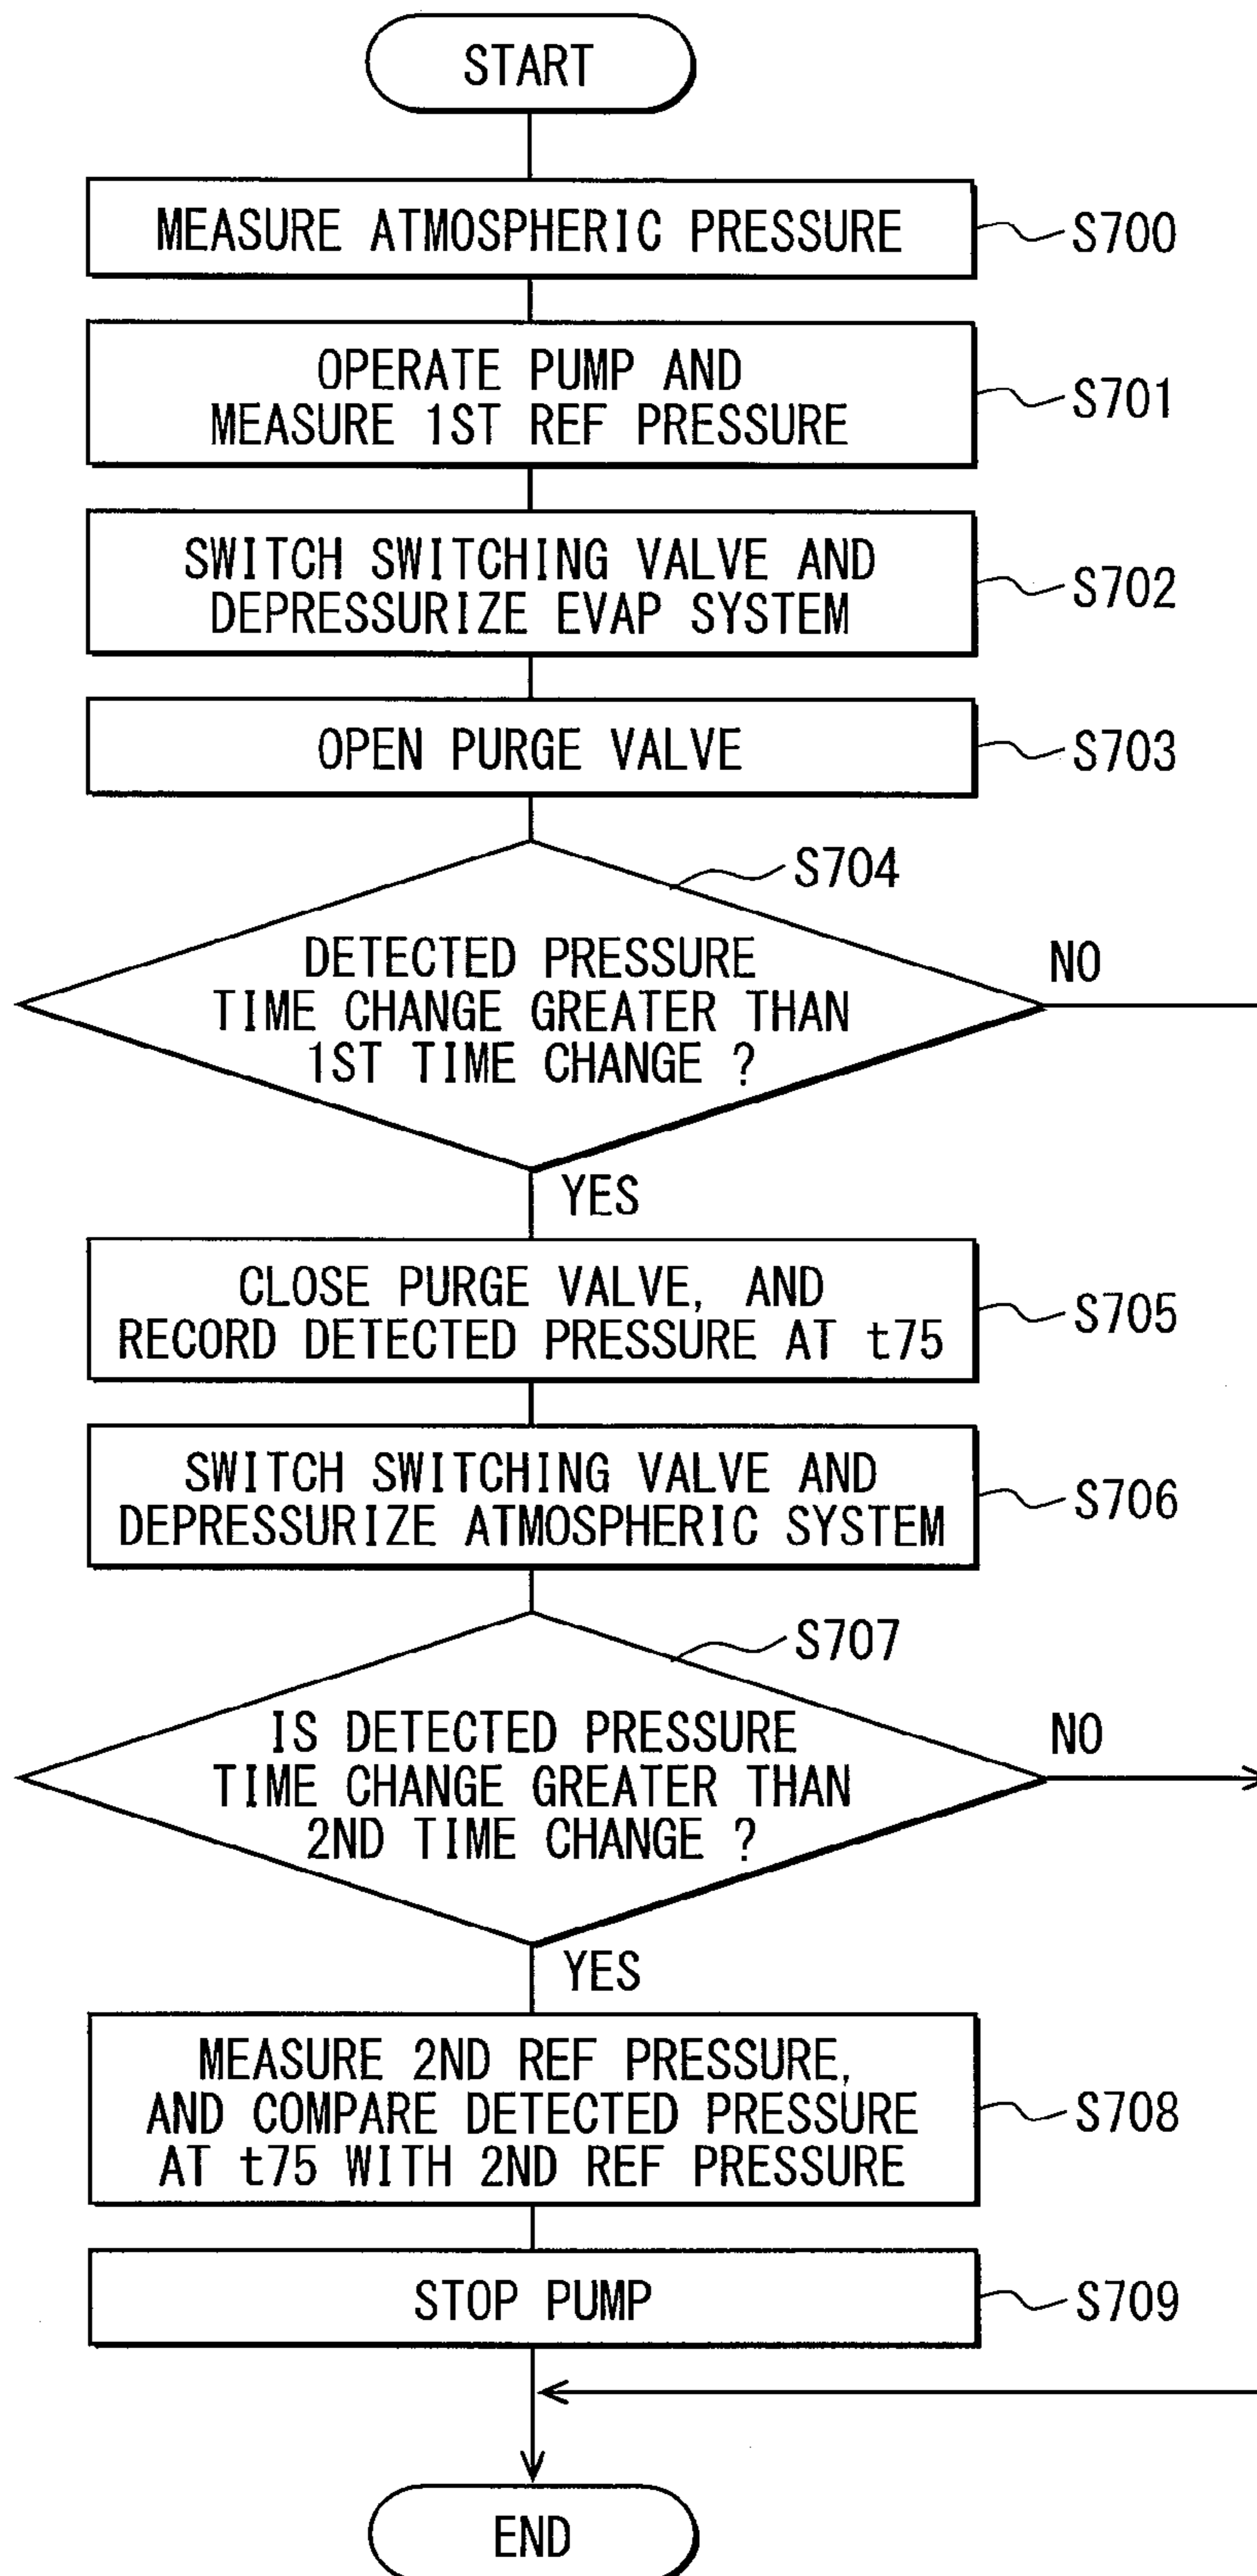 START
MEASURE ATMOSPHERIC PRESSURE
S700
OPERATE PUMP AND
MEASURE 1ST REF PRESSURE
S701
SWITCH SWITCHING VALVE AND
DEPRESSURIZE EVAP SYSTEM
S702
OPEN PURGE VALVE
S703
S704
DETECTED PRESSURE
TIME CHANGE GREATER THAN
1ST TIME CHANGE ?
NO
YES
CLOSE PURGE VALVE, AND
RECORD DETECTED PRESSURE AT t75
S705
SWITCH SWITCHING VALVE AND
DEPRESSURIZE ATMOSPHERIC SYSTEM
S706
S707
IS DETECTED PRESSURE
TIME CHANGE GREATER THAN
2ND TIME CHANGE ?
NO
YES
MEASURE 2ND REF PRESSURE,
AND COMPARE DETECTED PRESSURE
AT t75 WITH 2ND REF PRESSURE
S708
STOP PUMP
S709
END